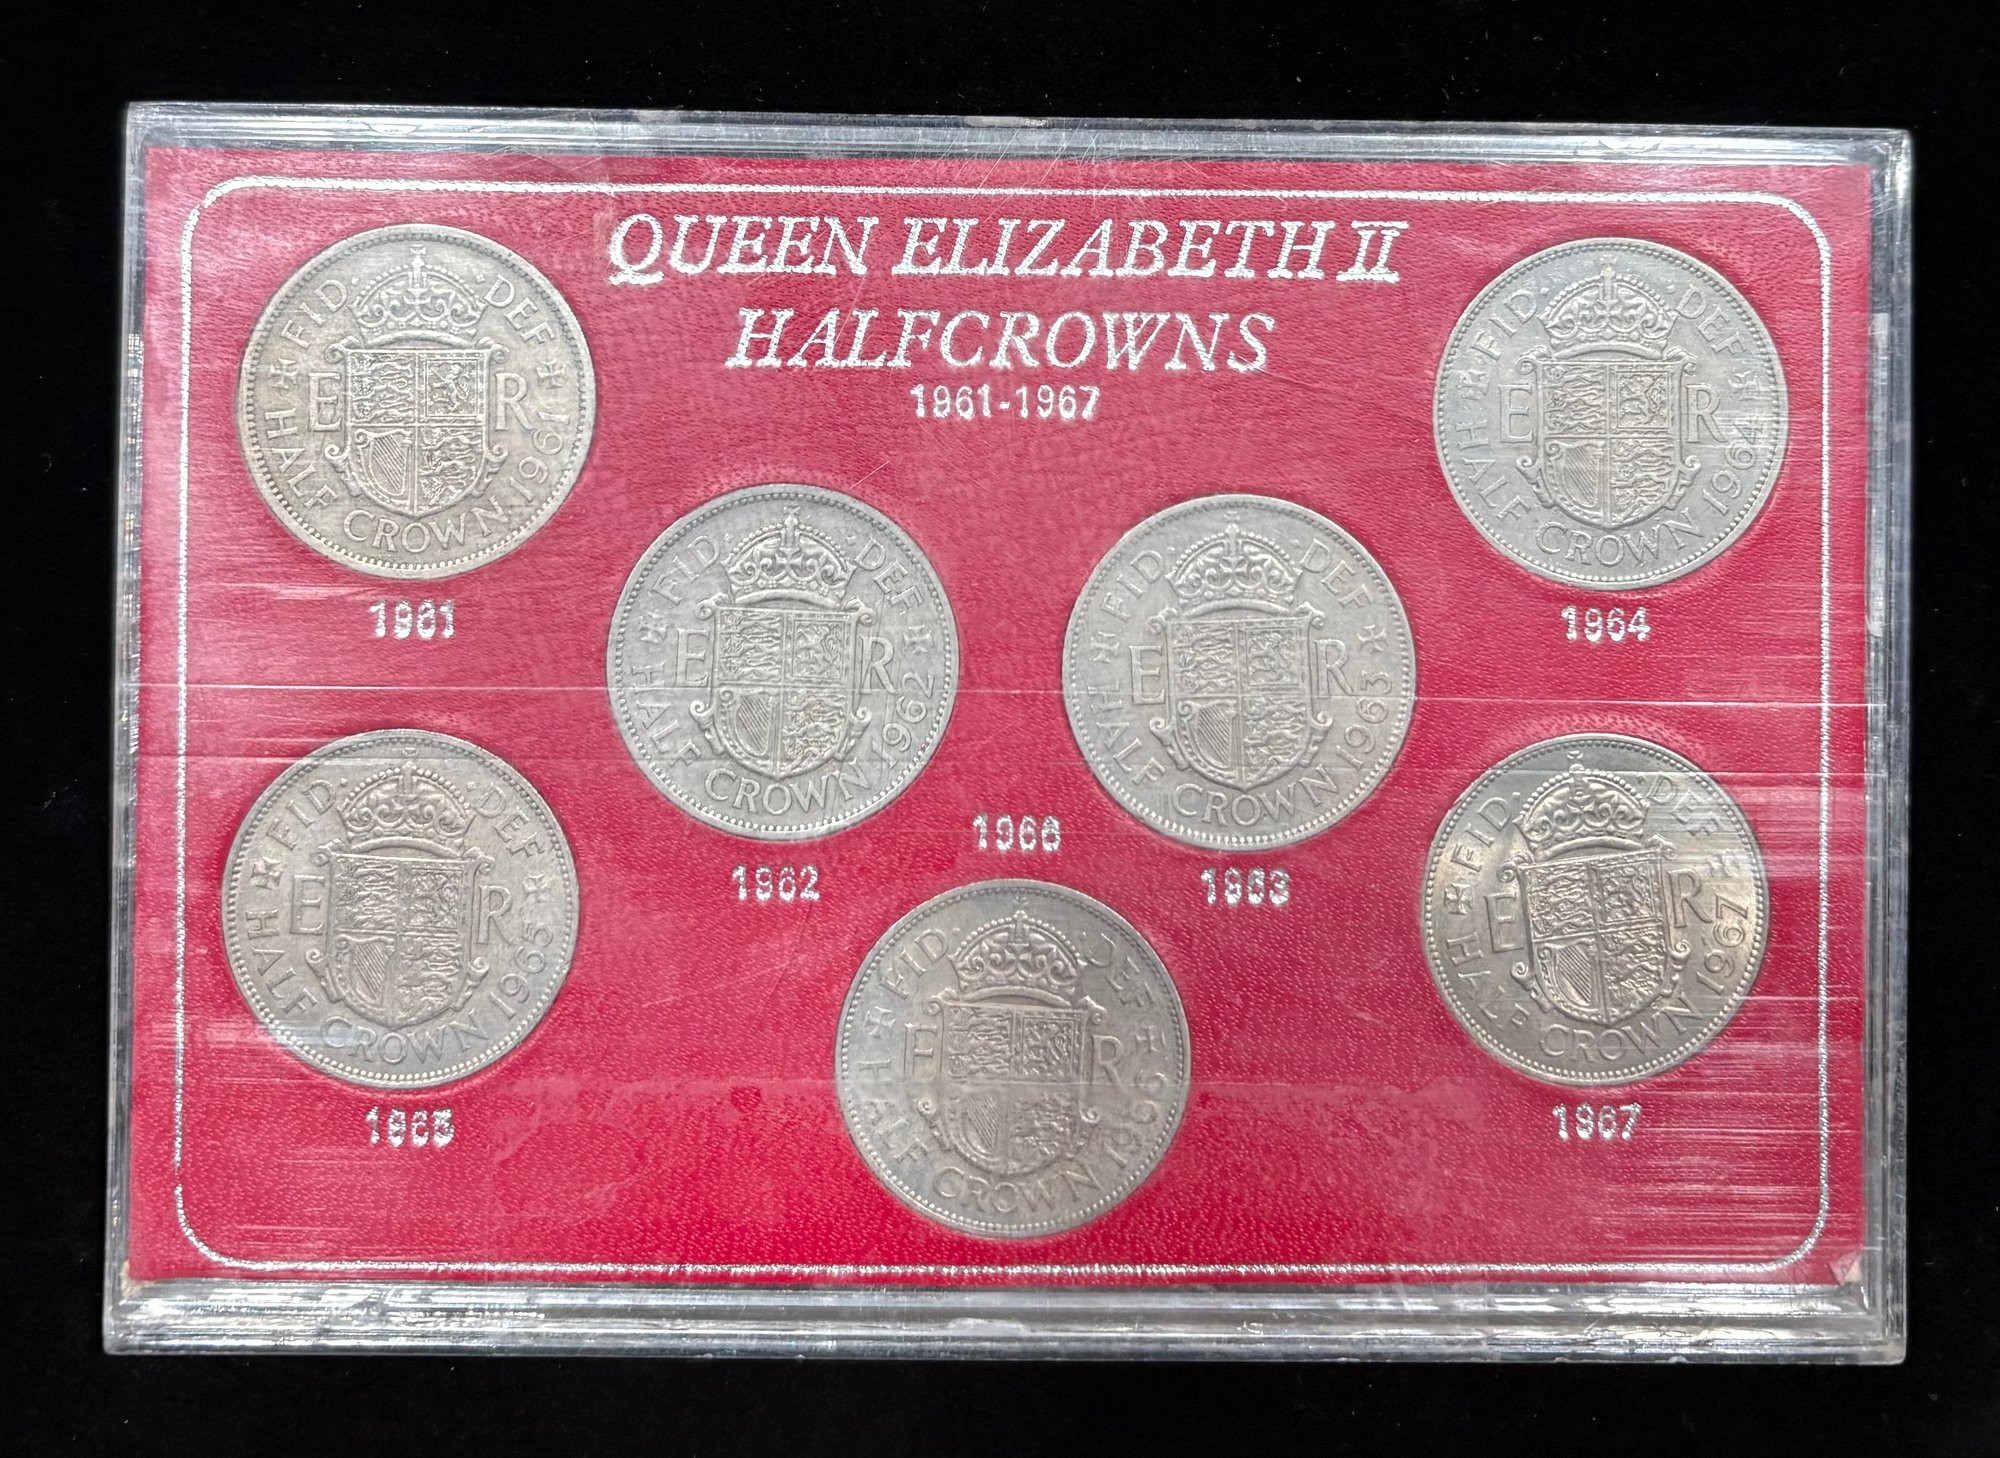 QUEEN ELIZABETH II
HALFCROWNS
1961-1967
FID · DEF
E R
HALF CROWN 1961
1961
FID · DEF
E R
HALF CROWN 1964
1964
FID · DEF
E R
HALF CROWN 1962
1962
FID · DEF
E R
HALF CROWN 1963
1963
FID · DEF
E R
HALF CROWN 1965
1965
1966
FID · DEF
E R
HALF CROWN 1966
FID · DEF
E R
HALF CROWN 1967
1967